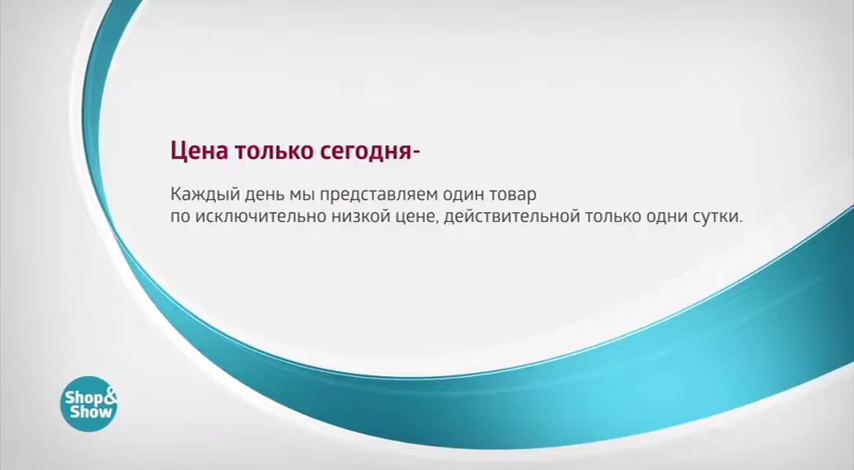 Цена только сегодня-
Каждый день мы представляем один товар
по исключительно низкой цене, действительной только одни сутки.
Shop&
Show